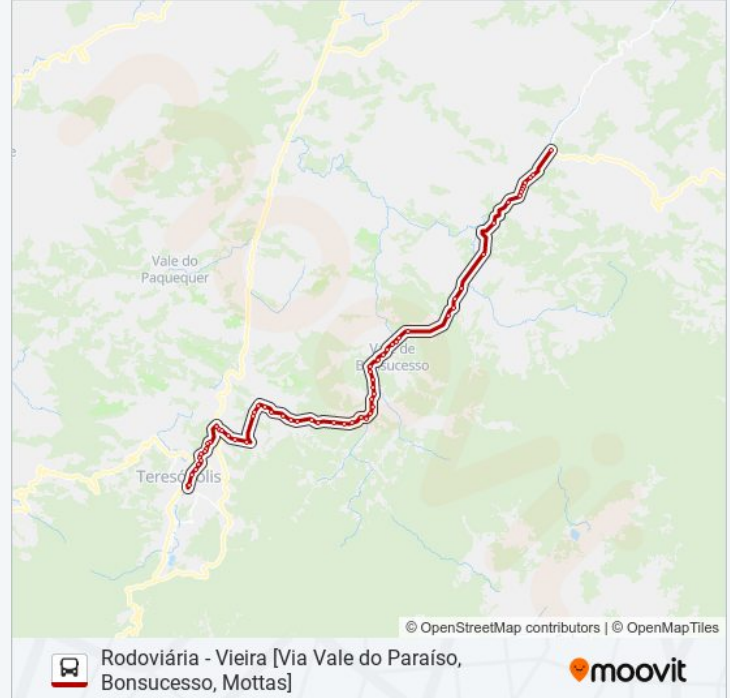 Vale do
Paquequer
Vale de
Bonsucesso
Teresópolis
© OpenStreetMap contributors | © OpenMapTiles
Rodoviária - Vieira [Via Vale do Paraíso,
Bonsucesso, Mottas]
moovit